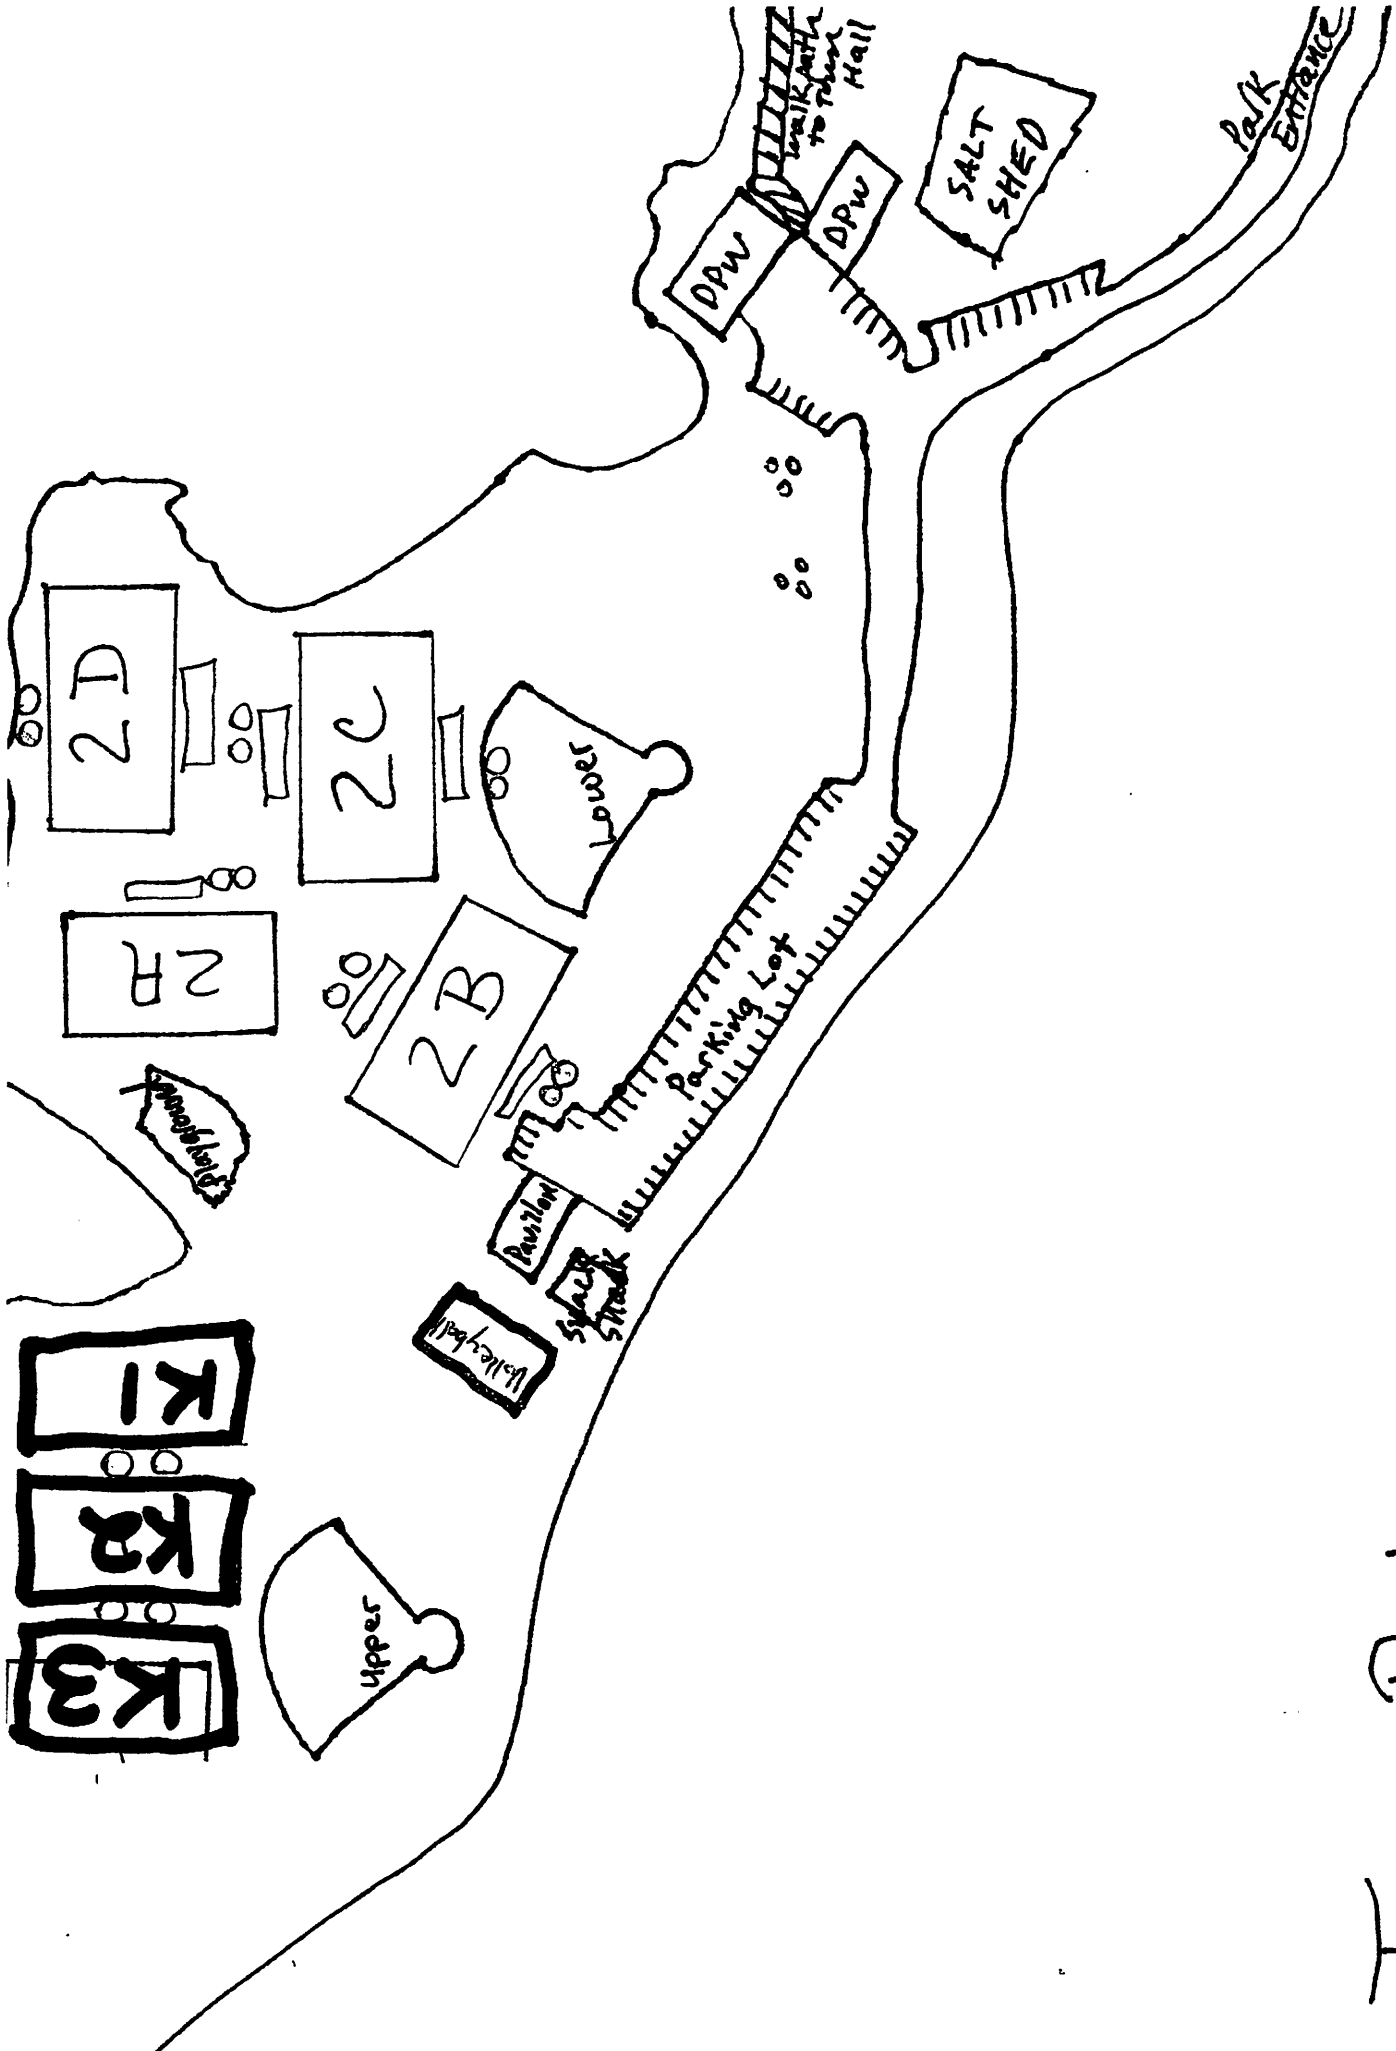 Walk Path
to Town
Hall
SALT
SHED
Park
Entrance
DPW
DPW
2D
2C
Lower
2A
2B
Parking Lot
Playground
Pavilion
Snack
Shack
Volleyball
K1
K2
K3
Upper